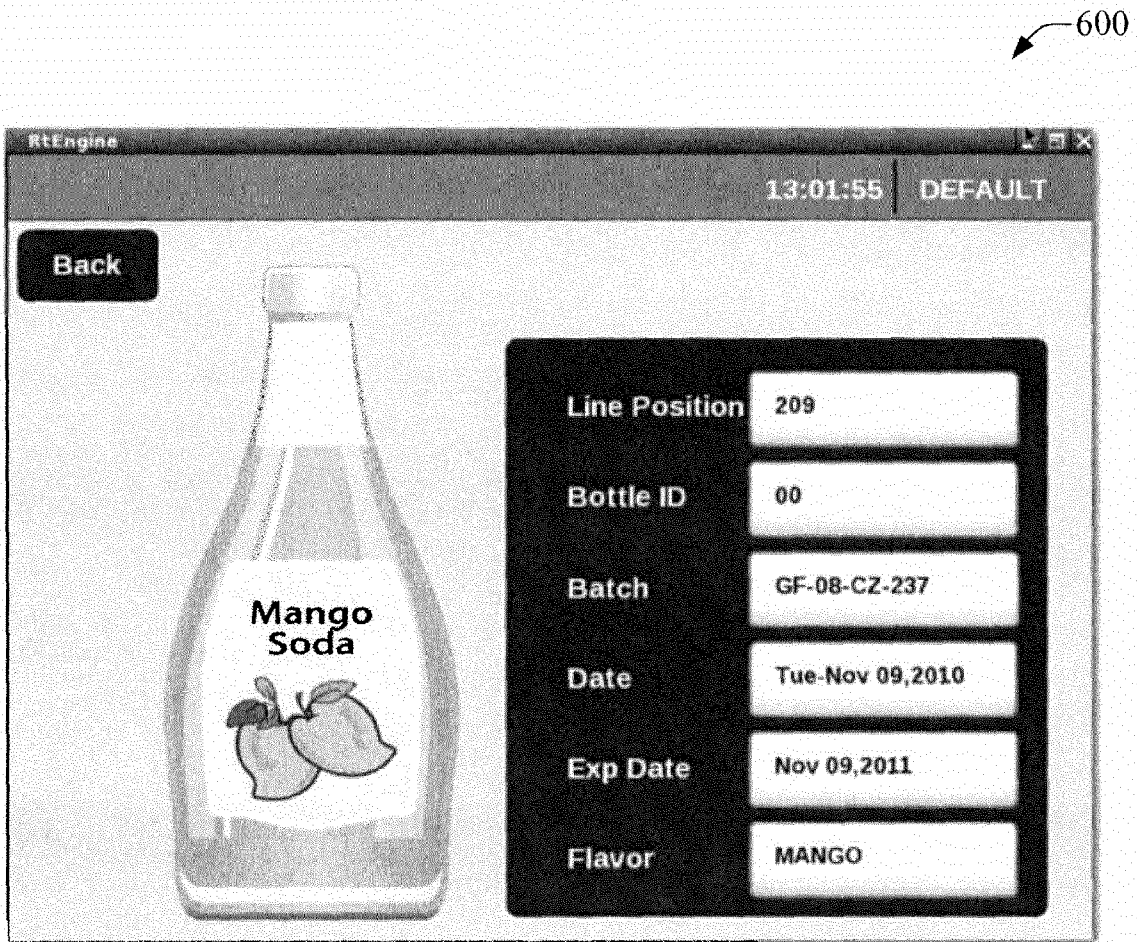 600
RtEngine
13:01:55 DEFAULT
Back
Mango
Soda
Line Position 209
Bottle ID 00
Batch GF-08-CZ-237
Date Tue-Nov 09,2010
Exp Date Nov 09,2011
Flavor MANGO